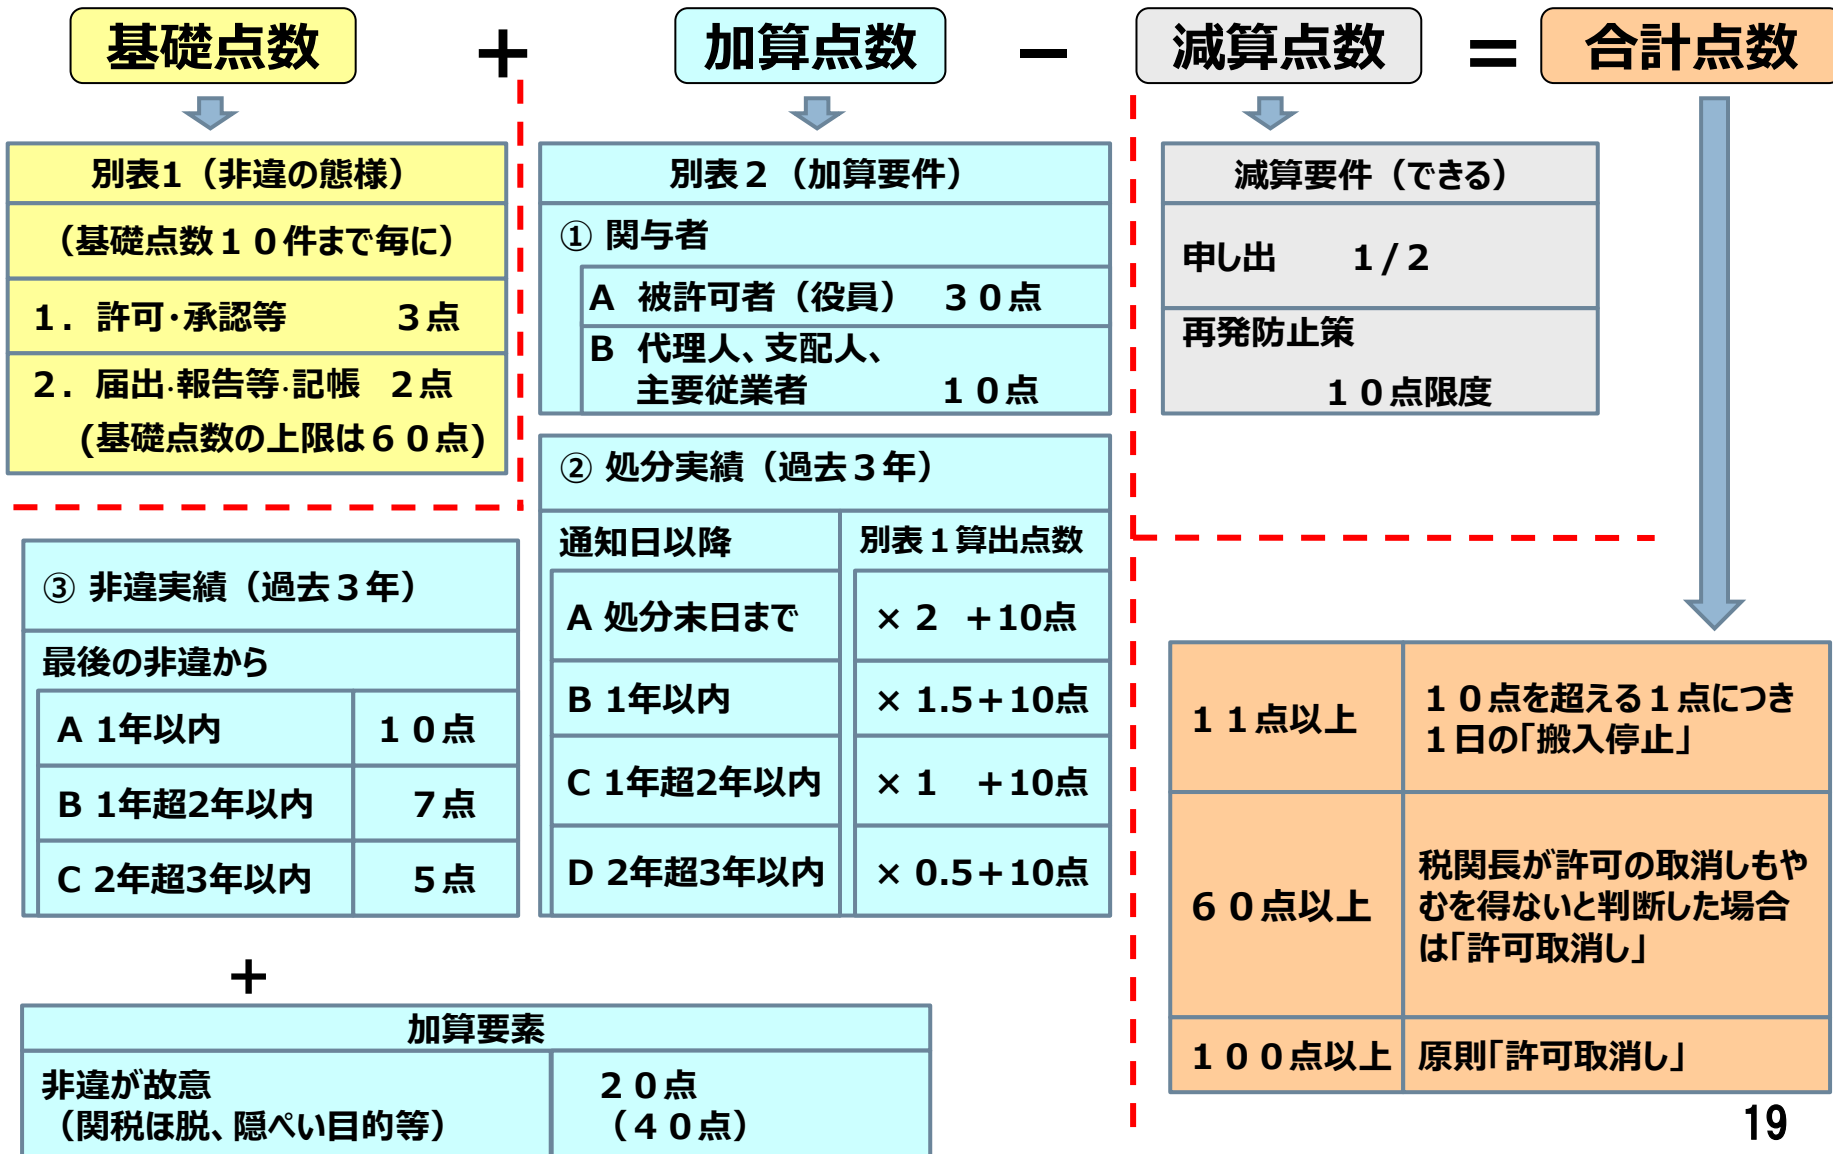 基礎点数 ＋ 加算点数 － 減算点数 ＝ 合計点数
別表1（非違の態様）
（基礎点数１０件まで毎に）
１．許可・承認等 ３点
２．届出・報告等・記帳 ２点
(基礎点数の上限は６０点)
別表２（加算要件）
① 関与者
A 被許可者（役員） ３０点
B 代理人、支配人、
主要従業者 １０点
② 処分実績（過去３年）
通知日以降 別表１算出点数
A 処分末日まで × 2 ＋10点
B 1年以内 × 1.5＋10点
C 1年超2年以内 × 1 ＋10点
D 2年超3年以内 × 0.5＋10点
③ 非違実績（過去３年）
最後の非違から
A 1年以内 １０点
B 1年超2年以内 ７点
C 2年超3年以内 ５点
＋
加算要素
非違が故意 ２０点
（関税ほ脱、隠ぺい目的等） （４０点）
減算要件（できる）
申し出 １/２
再発防止策
１０点限度
１１点以上 １０点を超える１点につき
１日の「搬入停止」
６０点以上 税関長が許可の取消しもや
むを得ないと判断した場合
は「許可取消し」
１００点以上 原則「許可取消し」
19